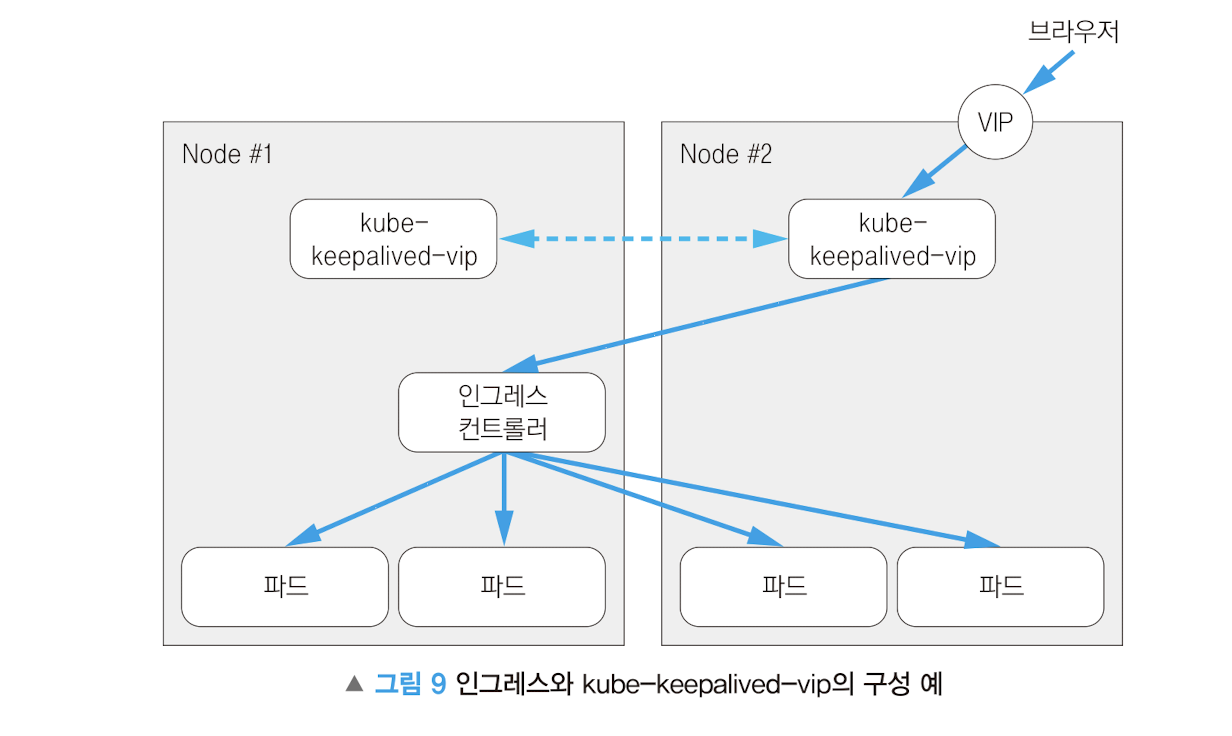 브라우저
VIP
Node #1
Node #2
kube-
keepalived-vip
kube-
keepalived-vip
인그레스
컨트롤러
파드
파드
파드
파드
▲ 그림 9 인그레스와 kube-keepalived-vip의 구성 예